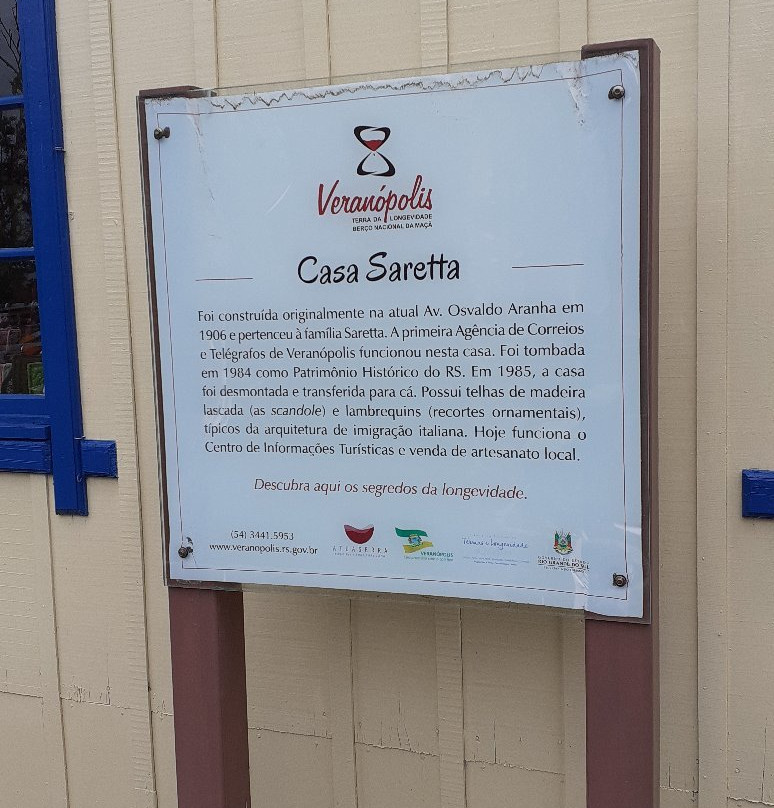 Veranópolis
TERRA DA LONGEVIDADE
BERÇO NACIONAL DA MAÇÃ
Casa Saretta
Foi construída originalmente na atual Av. Osvaldo Aranha em
1906 e pertenceu à família Saretta. A primeira Agência de Correios
e Telégrafos de Veranópolis funcionou nesta casa. Foi tombada
em 1984 como Patrimônio Histórico do RS. Em 1985, a casa
foi desmontada e transferida para cá. Possui telhas de madeira
lascada (as scandole) e lambrequins (recortes ornamentais),
típicos da arquitetura de imigração italiana. Hoje funciona o
Centro de Informações Turísticas e venda de artesanato local.
Descubra aqui os segredos da longevidade.
(54) 3441.5953
www.veranopolis.rs.gov.br
VERANÓPOLIS
RIO GRANDE DO SUL